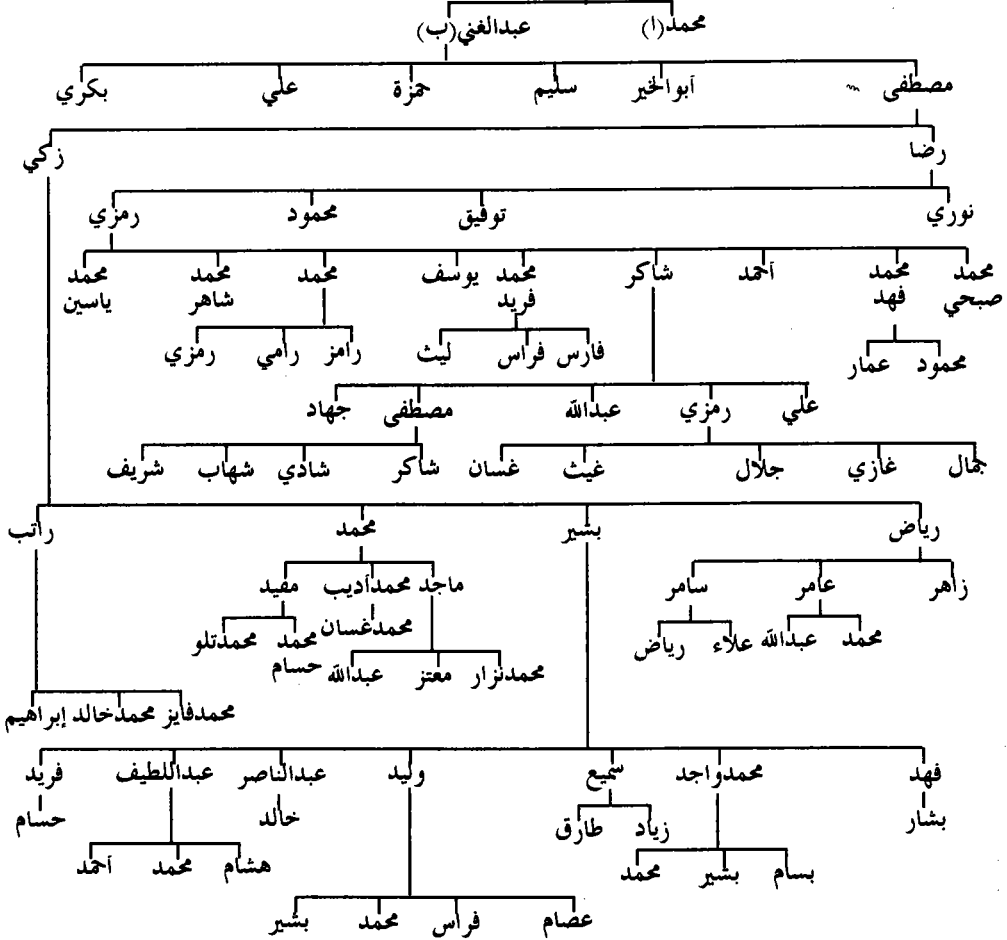 محمد(ا) عبدالغني(ب)
مصطفى أبوالخير سليم حمزة علي بكري
رضا زكي
نوري توفيق محمود رمزي
محمد صبحي محمد فهد أحمد شاكر محمد فريد يوسف محمد محمد شاهر محمد ياسين
محمود عمار فارس فراس ليث رامز رامي رمزي
علي رمزي عبدالله مصطفى جهاد
جمال غازي جلال غيث غسان شاكر شادي شهاب شريف
رياض بشير محمد راتب
زاهر عامر سامر ماجد محمدأديب مفيد
محمد عبدالله علاء رياض محمدغسان محمد حسام محمدتلو
محمدنزار معتز عبدالله
محمدفايز محمدخالد إبراهيم
فهد محمدواجد سميع وليد عبدالناصر عبداللطيف فريد
بشار زياد طارق خالد حسام
بسام بشير محمد هشام محمد أحمد
عصام فراس محمد بشير